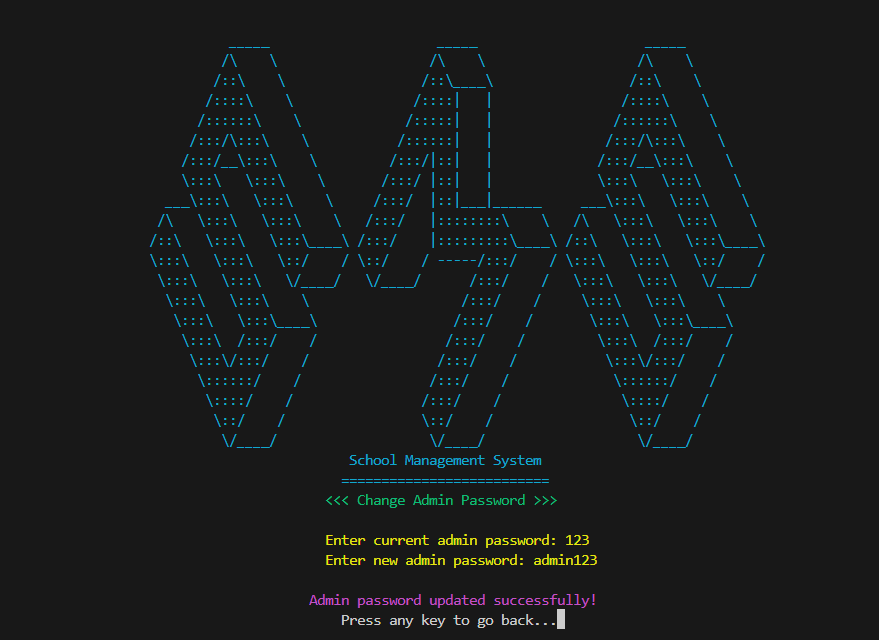 School Management System
==========================
<<< Change Admin Password >>>
Enter current admin password: 123
Enter new admin password: admin123
Admin password updated successfully!
Press any key to go back...